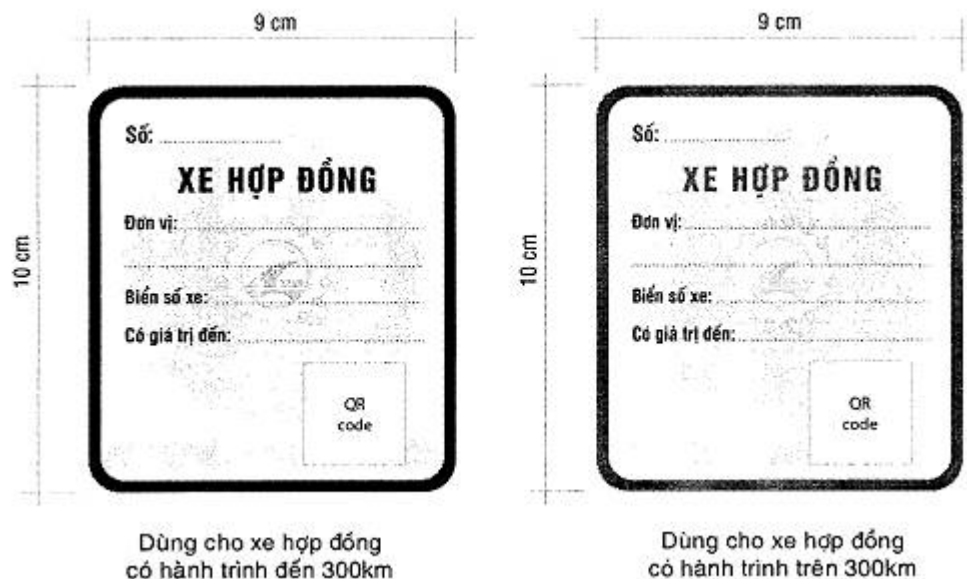 9 cm
10 cm
Số:
XE HỢP ĐỒNG
Đơn vị:
Biển số xe:
Có giá trị đến:
QR
code
Dùng cho xe hợp đồng
có hành trình đến 300km
9 cm
10 cm
Số:
XE HỢP ĐỒNG
Đơn vị:
Biển số xe:
Có giá trị đến:
QR
code
Dùng cho xe hợp đồng
có hành trình trên 300km